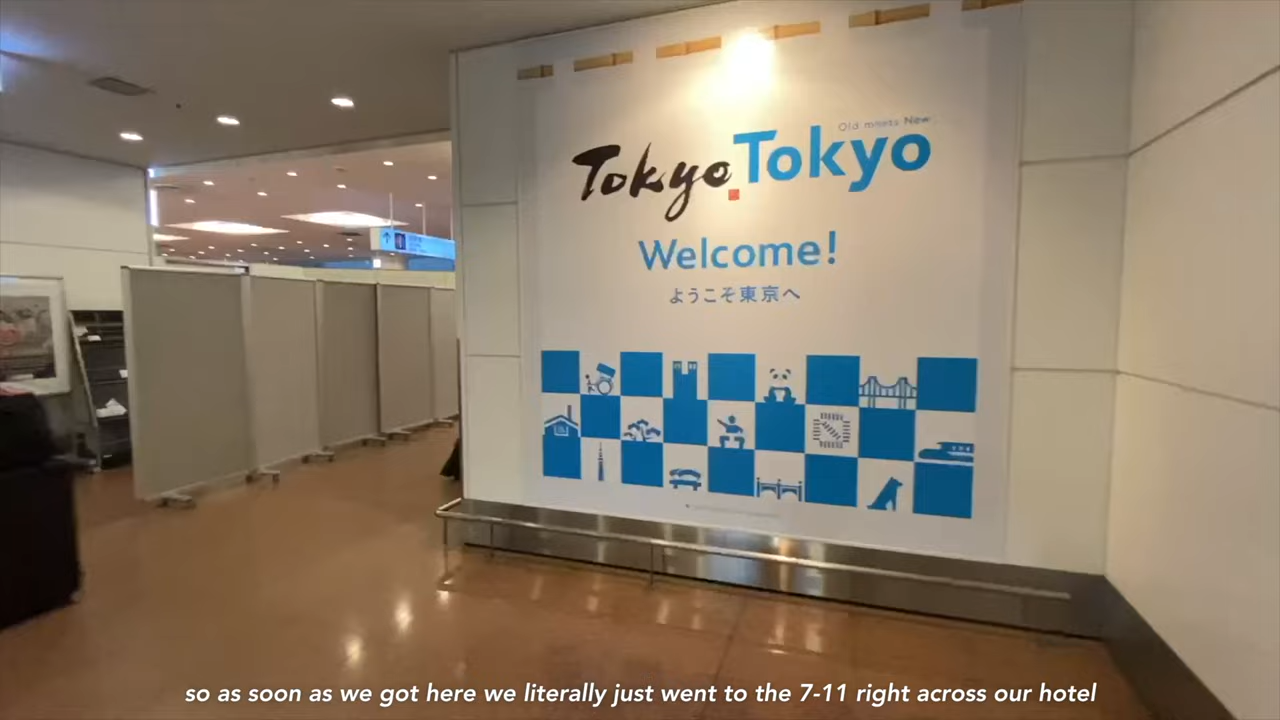 Old meets New
Tokyo Tokyo
Welcome!
ようこそ東京へ
so as soon as we got here we literally just went to the 7-11 right across our hotel